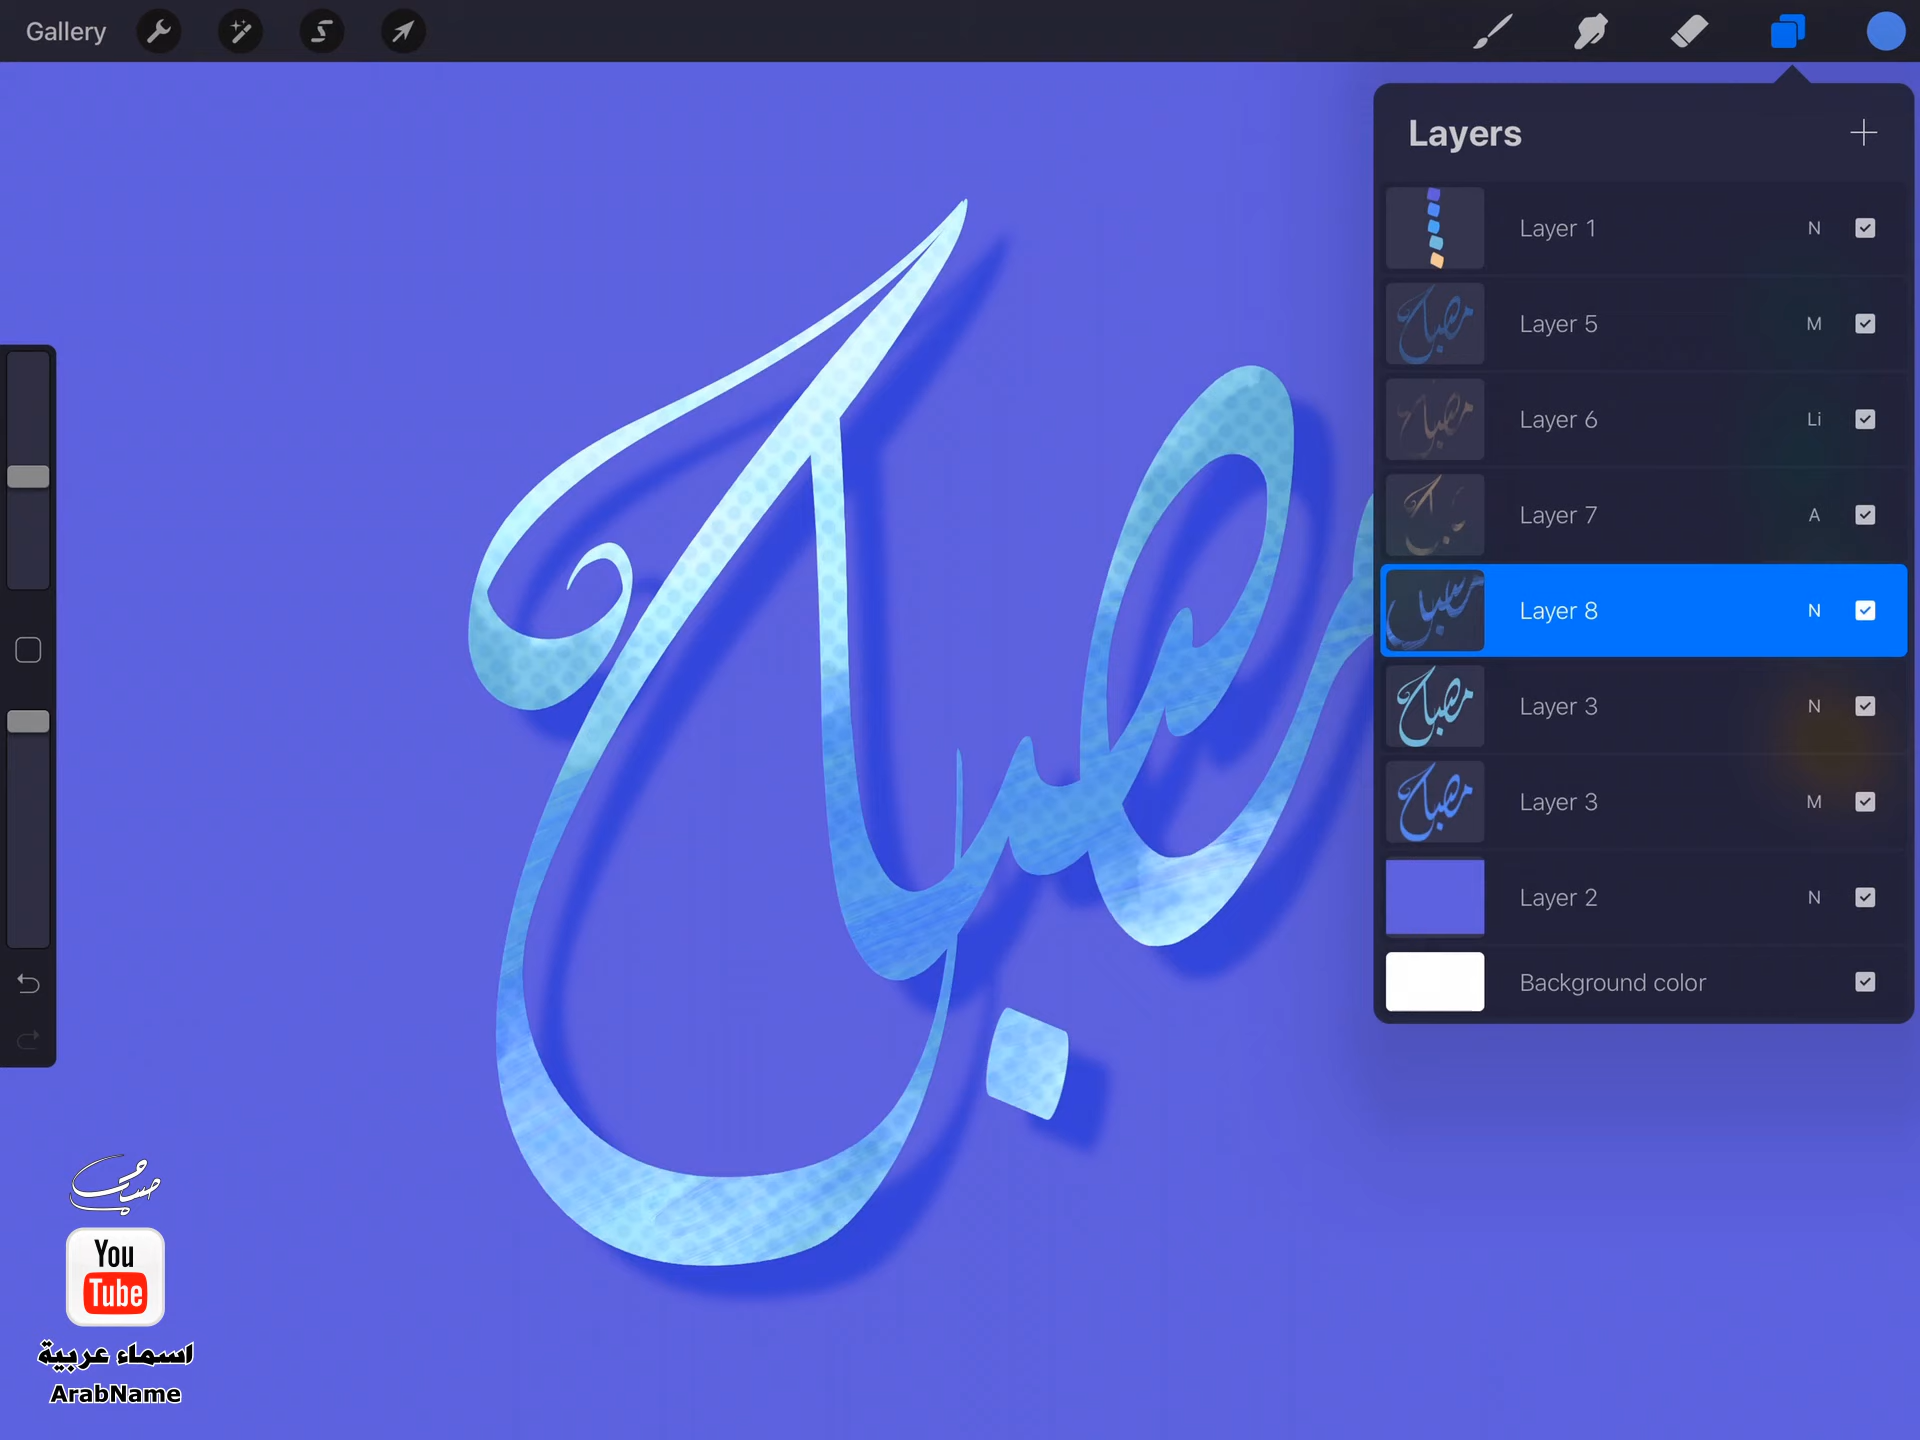 Gallery
Layers
Layer 1 N
Layer 5 M
Layer 6 Li
Layer 7 A
Layer 8 N
Layer 3 N
Layer 3 M
Layer 2 N
Background color
مصباح
You
Tube
اسماء عربية
ArabName